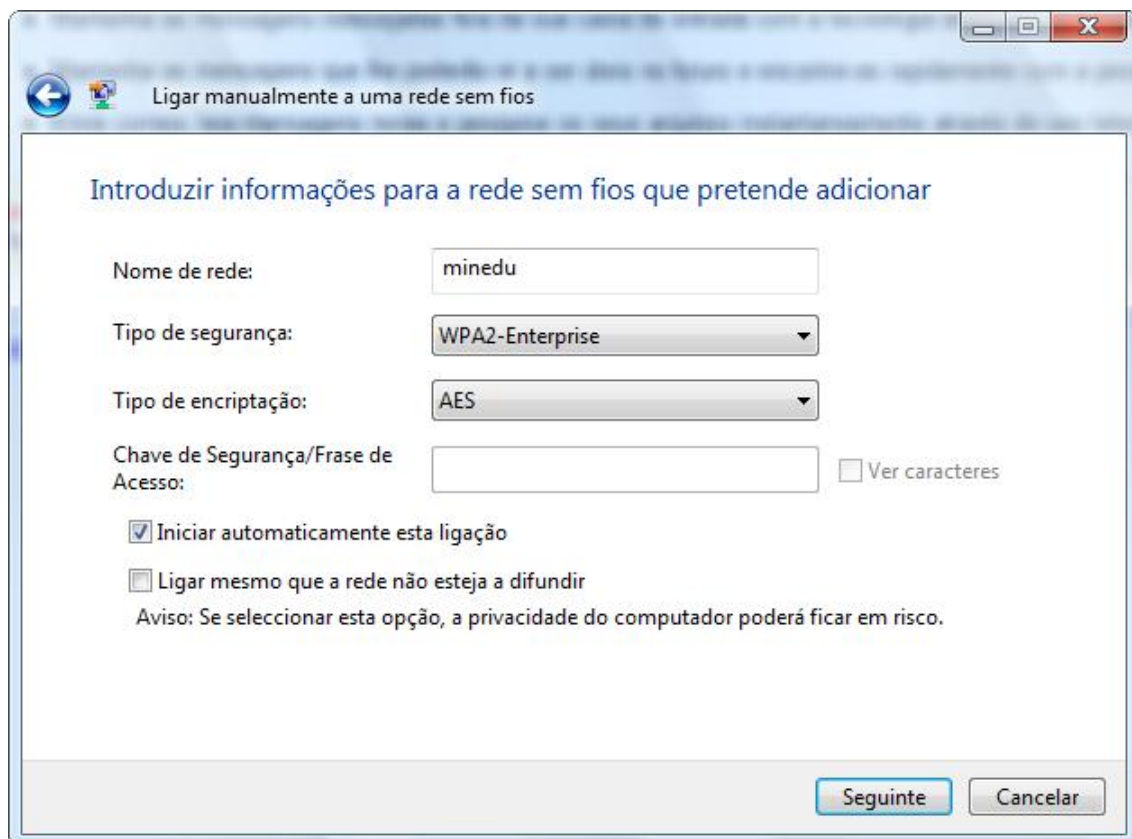 Ligar manualmente a uma rede sem fios
Introduzir informações para a rede sem fios que pretende adicionar
Nome de rede:
minedu
Tipo de segurança:
WPA2-Enterprise
Tipo de encriptação:
AES
Chave de Segurança/Frase de
Acesso:
Ver caracteres
Iniciar automaticamente esta ligação
Ligar mesmo que a rede não esteja a difundir
Aviso: Se seleccionar esta opção, a privacidade do computador poderá ficar em risco.
Seguinte
Cancelar